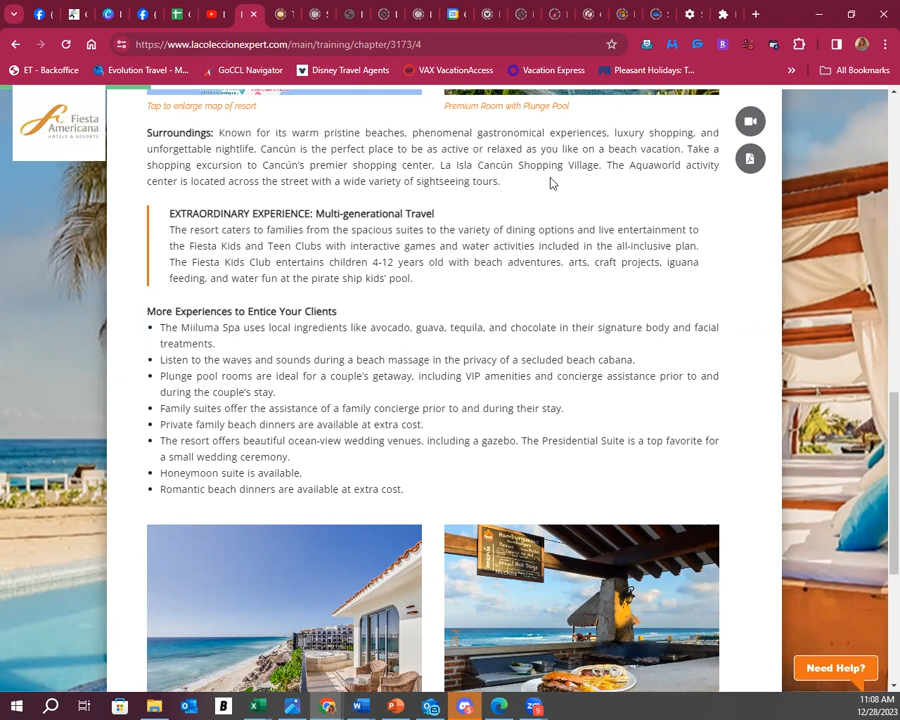 https://www.lacoleccionexpert.com/main/training/chapter/3173/4
ET - Backoffice
Evolution Travel - M...
GoCCL Navigator
Disney Travel Agents
VAX VacationAccess
Vacation Express
Pleasant Holidays: T...
All Bookmarks
Fiesta
Americana.
HOTELS & RESORTS
Tap to enlarge map of resort
Premium Room with Plunge Pool
Surroundings: Known for its warm pristine beaches, phenomenal gastronomical experiences, luxury shopping, and
unforgettable nightlife, Cancún is the perfect place to be as active or relaxed as you like on a beach vacation. Take a
shopping excursion to Cancún's premier shopping center, La Isla Cancún Shopping Village. The Aquaworld activity
center is located across the street with a wide variety of sightseeing tours.
EXTRAORDINARY EXPERIENCE: Multi-generational Travel
The resort caters to families from the spacious suites to the variety of dining options and live entertainment to
the Fiesta Kids and Teen Clubs with interactive games and water activities included in the all-inclusive plan.
The Fiesta Kids Club entertains children 4-12 years old with beach adventures, arts, craft projects, iguana
feeding, and water fun at the pirate ship kids' pool.
More Experiences to Entice Your Clients
• The Miiluma Spa uses local ingredients like avocado, guava, tequila, and chocolate in their signature body and facial
treatments.
• Listen to the waves and sounds during a beach massage in the privacy of a secluded beach cabana.
• Plunge pool rooms are ideal for a couple's getaway, including VIP amenities and concierge assistance prior to and
during the couple's stay.
• Family suites offer the assistance of a family concierge prior to and during their stay.
• Private family beach dinners are available at extra cost.
• The resort offers beautiful ocean-view wedding venues, including a gazebo. The Presidential Suite is a top favorite for
a small wedding ceremony.
• Honeymoon suite is available.
• Romantic beach dinners are available at extra cost.
Hamburguesas
Hot Dogs
Need Help?
11:08 AM
12/28/2023